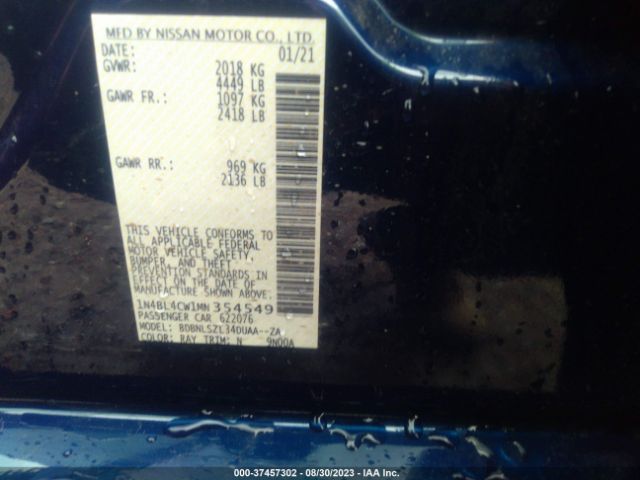 MFD BY NISSAN MOTOR CO., LTD.
DATE: 01/21
GVWR: 2018 KG
4449 LB
GAWR FR.: 1097 KG
2418 LB
GAWR RR.: 969 KG
2136 LB
THIS VEHICLE CONFORMS TO
ALL APPLICABLE FEDERAL
MOTOR VEHICLE SAFETY,
BUMPER, AND THEFT
PREVENTION STANDARDS IN
EFFECT ON THE DATE OF
MANUFACTURE SHOWN ABOVE.
1N4BL4CW1MN354549
PASSENGER CAR 622076
MODEL: BDBNLSZL34DUAA--ZA
COLOR: RAY TRIM: N 9N00A
000-37457302 - 08/30/2023 - IAA Inc.